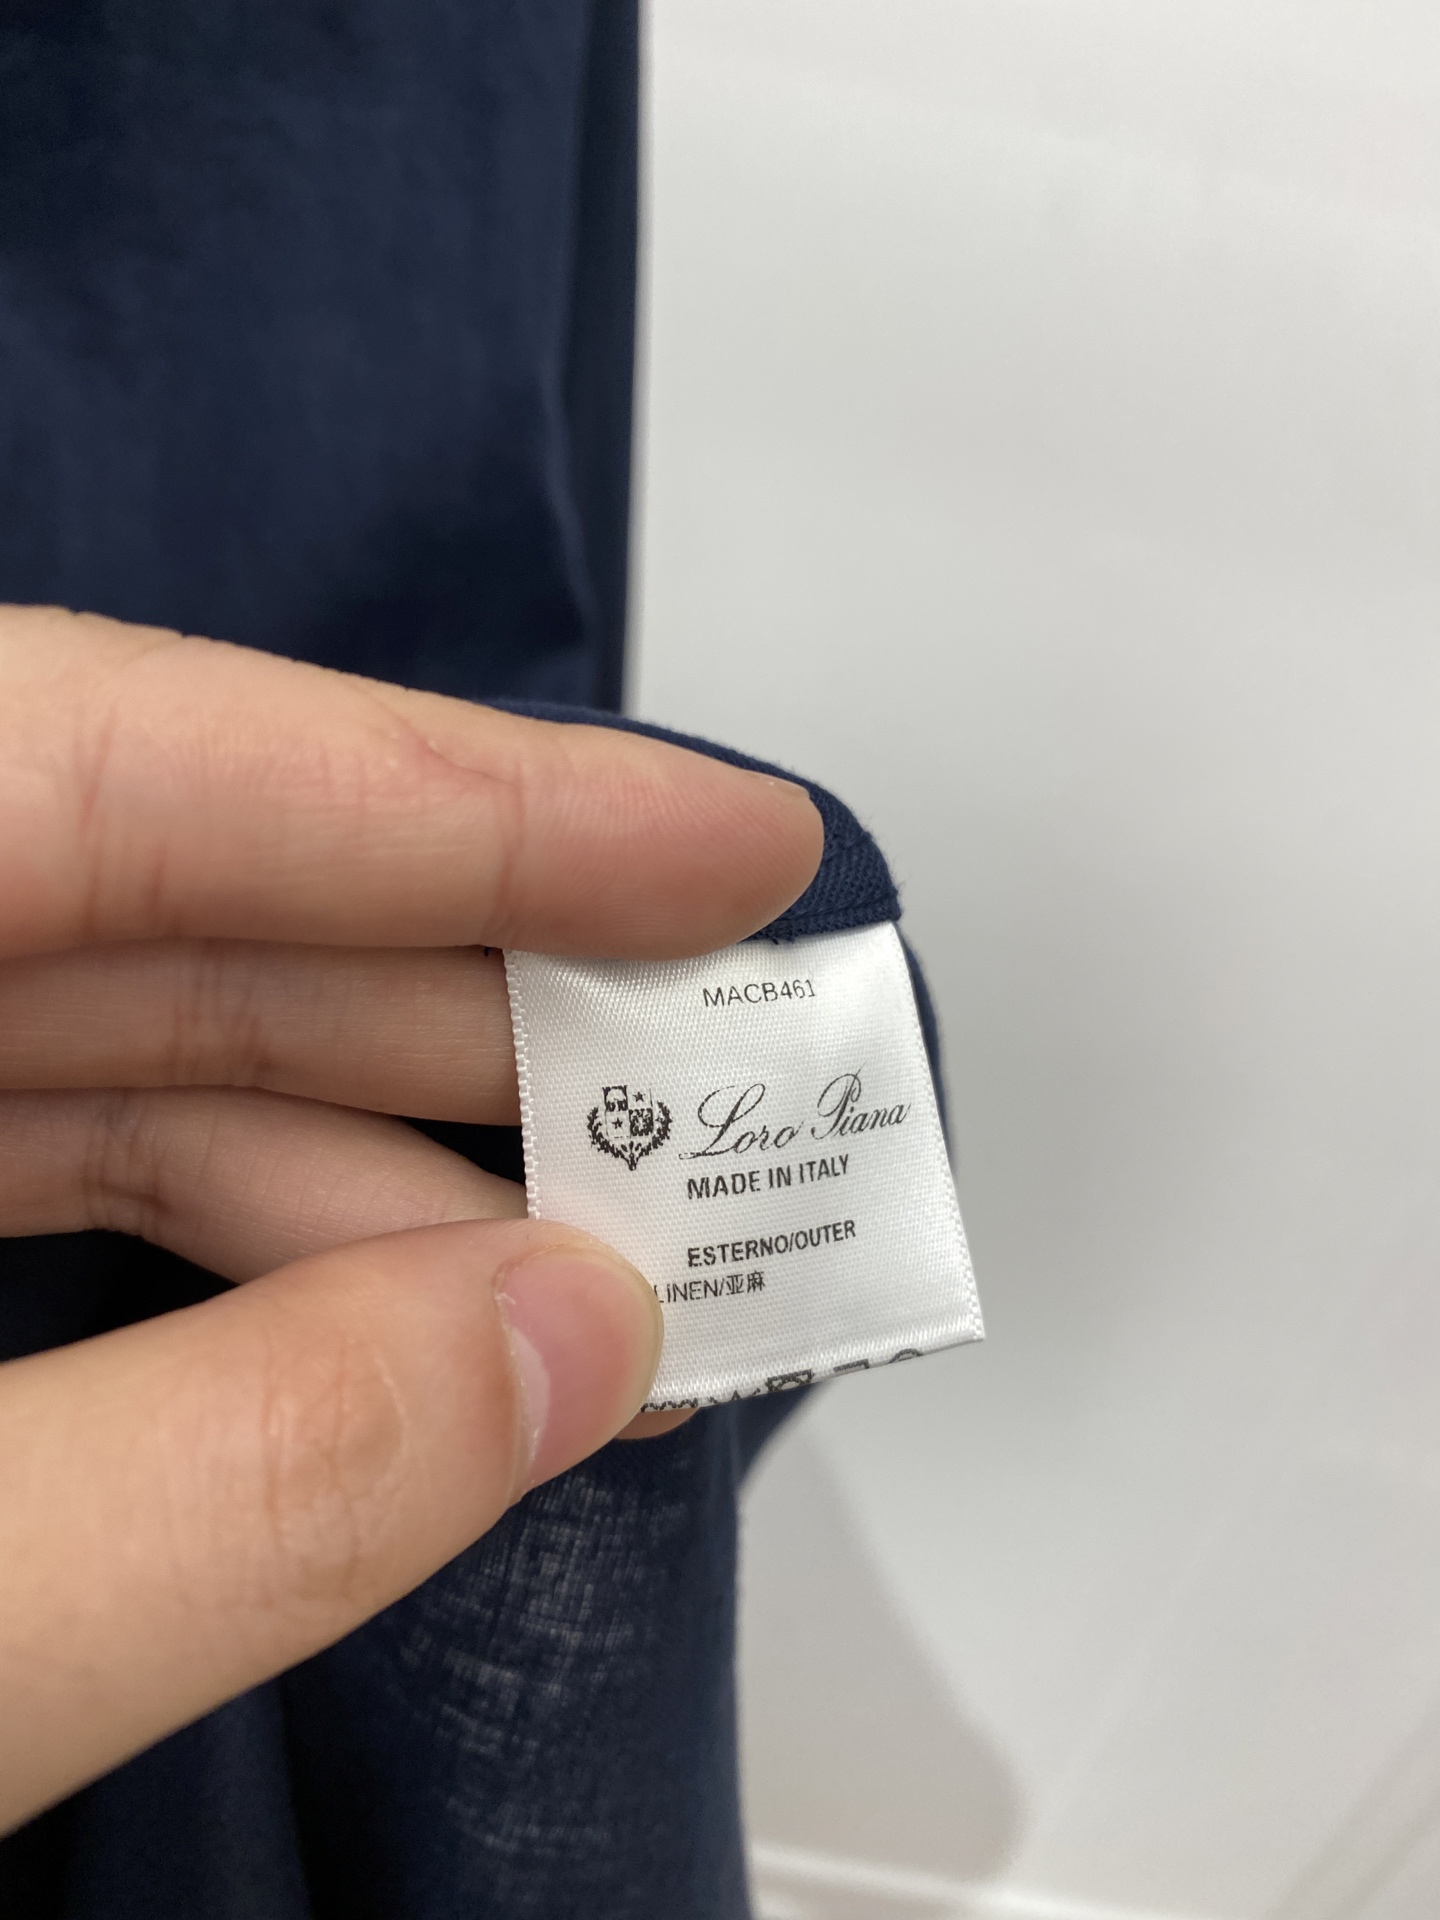 MACB461
Loro Piana
MADE IN ITALY
ESTERNO/OUTER
LINEN/亚麻